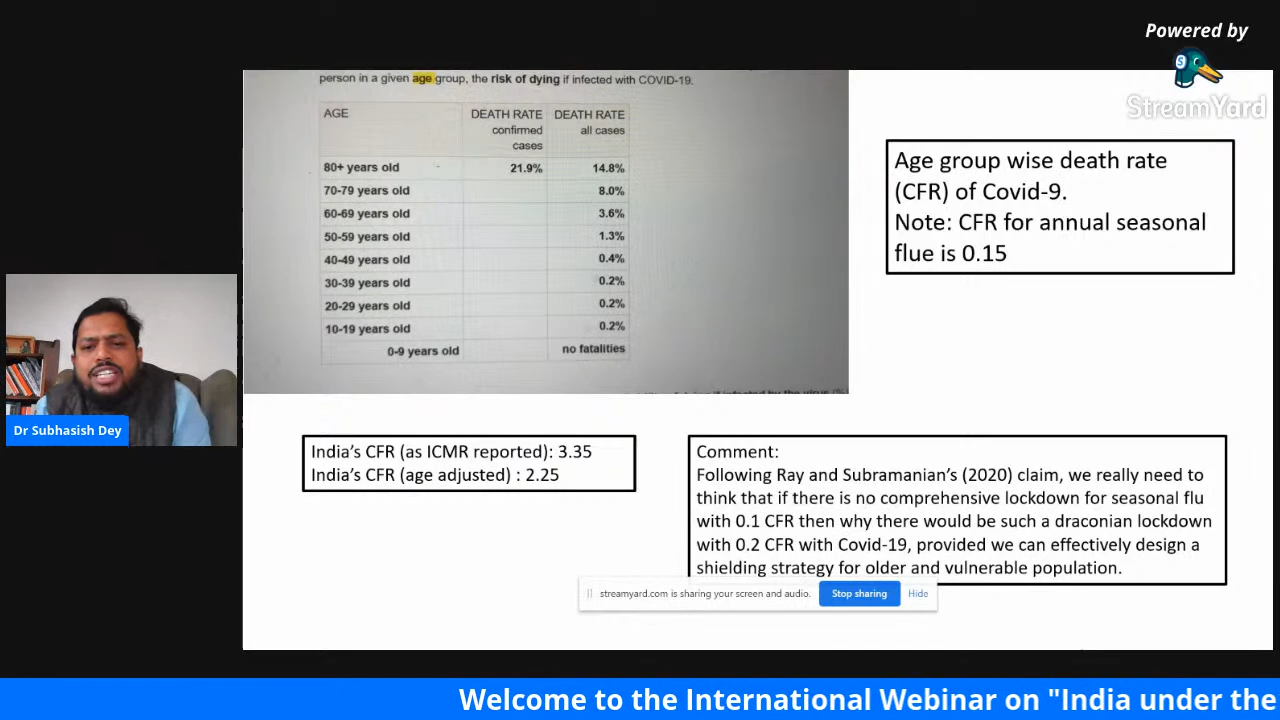 Powered by
S
StreamYard
person in a given age group, the risk of dying if infected with COVID-19.
AGE DEATH RATE confirmed cases DEATH RATE all cases
80+ years old 21.9% 14.8%
70-79 years old 8.0%
60-69 years old 3.6%
50-59 years old 1.3%
40-49 years old 0.4%
30-39 years old 0.2%
20-29 years old 0.2%
10-19 years old 0.2%
0-9 years old no fatalities
if infected by the virus (%)
Age group wise death rate
(CFR) of Covid-9.
Note: CFR for annual seasonal
flue is 0.15
Dr Subhasish Dey
India's CFR (as ICMR reported): 3.35
India's CFR (age adjusted) : 2.25
Comment:
Following Ray and Subramanian's (2020) claim, we really need to
think that if there is no comprehensive lockdown for seasonal flu
with 0.1 CFR then why there would be such a draconian lockdown
with 0.2 CFR with Covid-19, provided we can effectively design a
shielding strategy for older and vulnerable population.
streamyard.com is sharing your screen and audio. Stop sharing Hide
Welcome to the International Webinar on "India under the